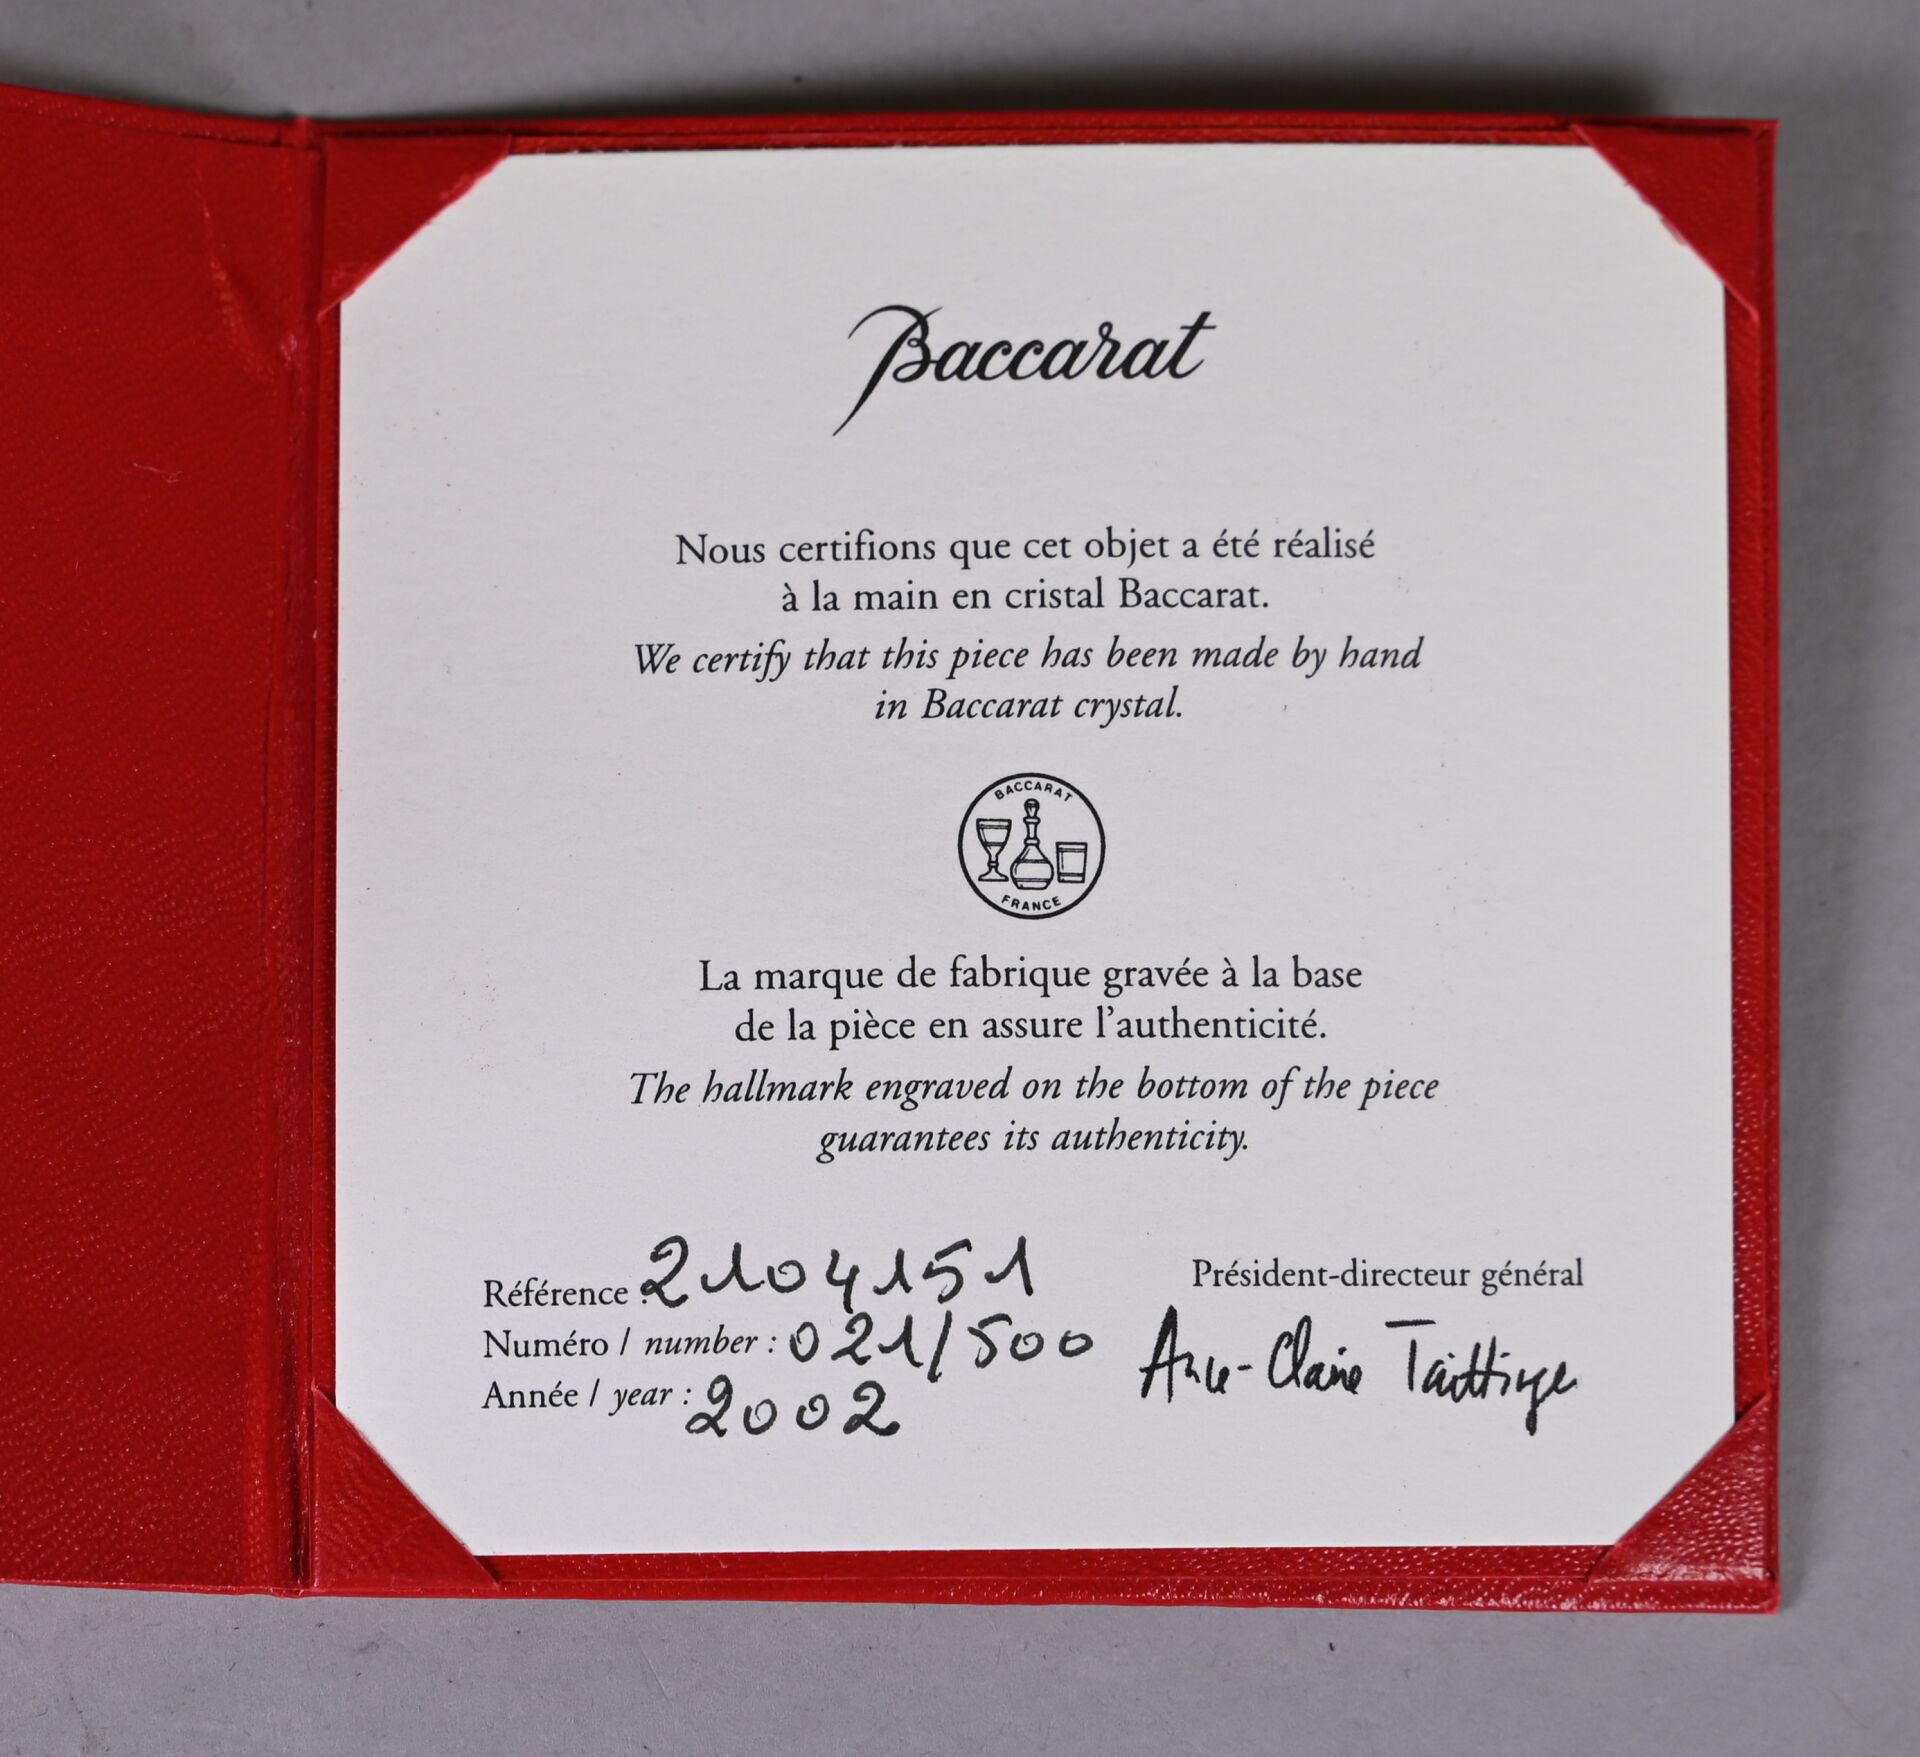 Baccarat
Nous certifions que cet objet a été réalisé
à la main en cristal Baccarat.
We certify that this piece has been made by hand
in Baccarat crystal.
BACCARAT
FRANCE
La marque de fabrique gravée à la base
de la pièce en assure l'authenticité.
The hallmark engraved on the bottom of the piece
guarantees its authenticity.
Référence : 2104151
Numéro / number : 021/500
Année / year : 2002
Président-directeur général
Anne-Claire Taittinger